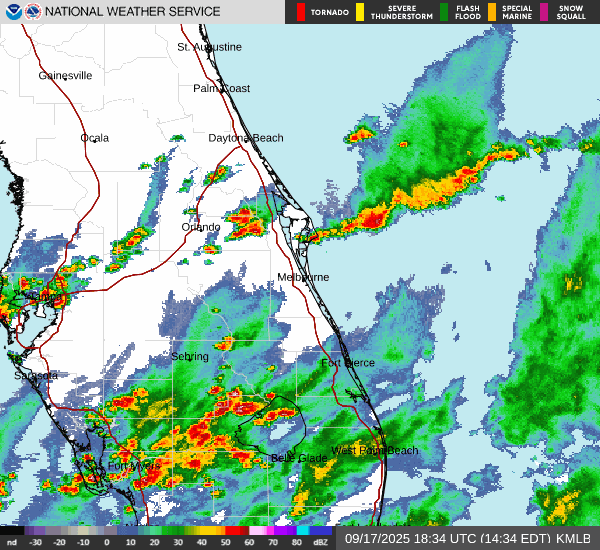 NATIONAL WEATHER SERVICE
TORNADO
SEVERE THUNDERSTORM
FLASH FLOOD
SPECIAL MARINE
SNOW SQUALL
St. Augustine
Gainesville
Palm Coast
Ocala
Daytona Beach
Orlando
Melbourne
Tampa
Sebring
Fort Pierce
Sarasota
West Palm Beach
Belle Glade
Fort Myers
nd -30 -20 -10 0 10 20 30 40 50 60 70 80 dBZ
09/17/2025 18:34 UTC (14:34 EDT) KMLB